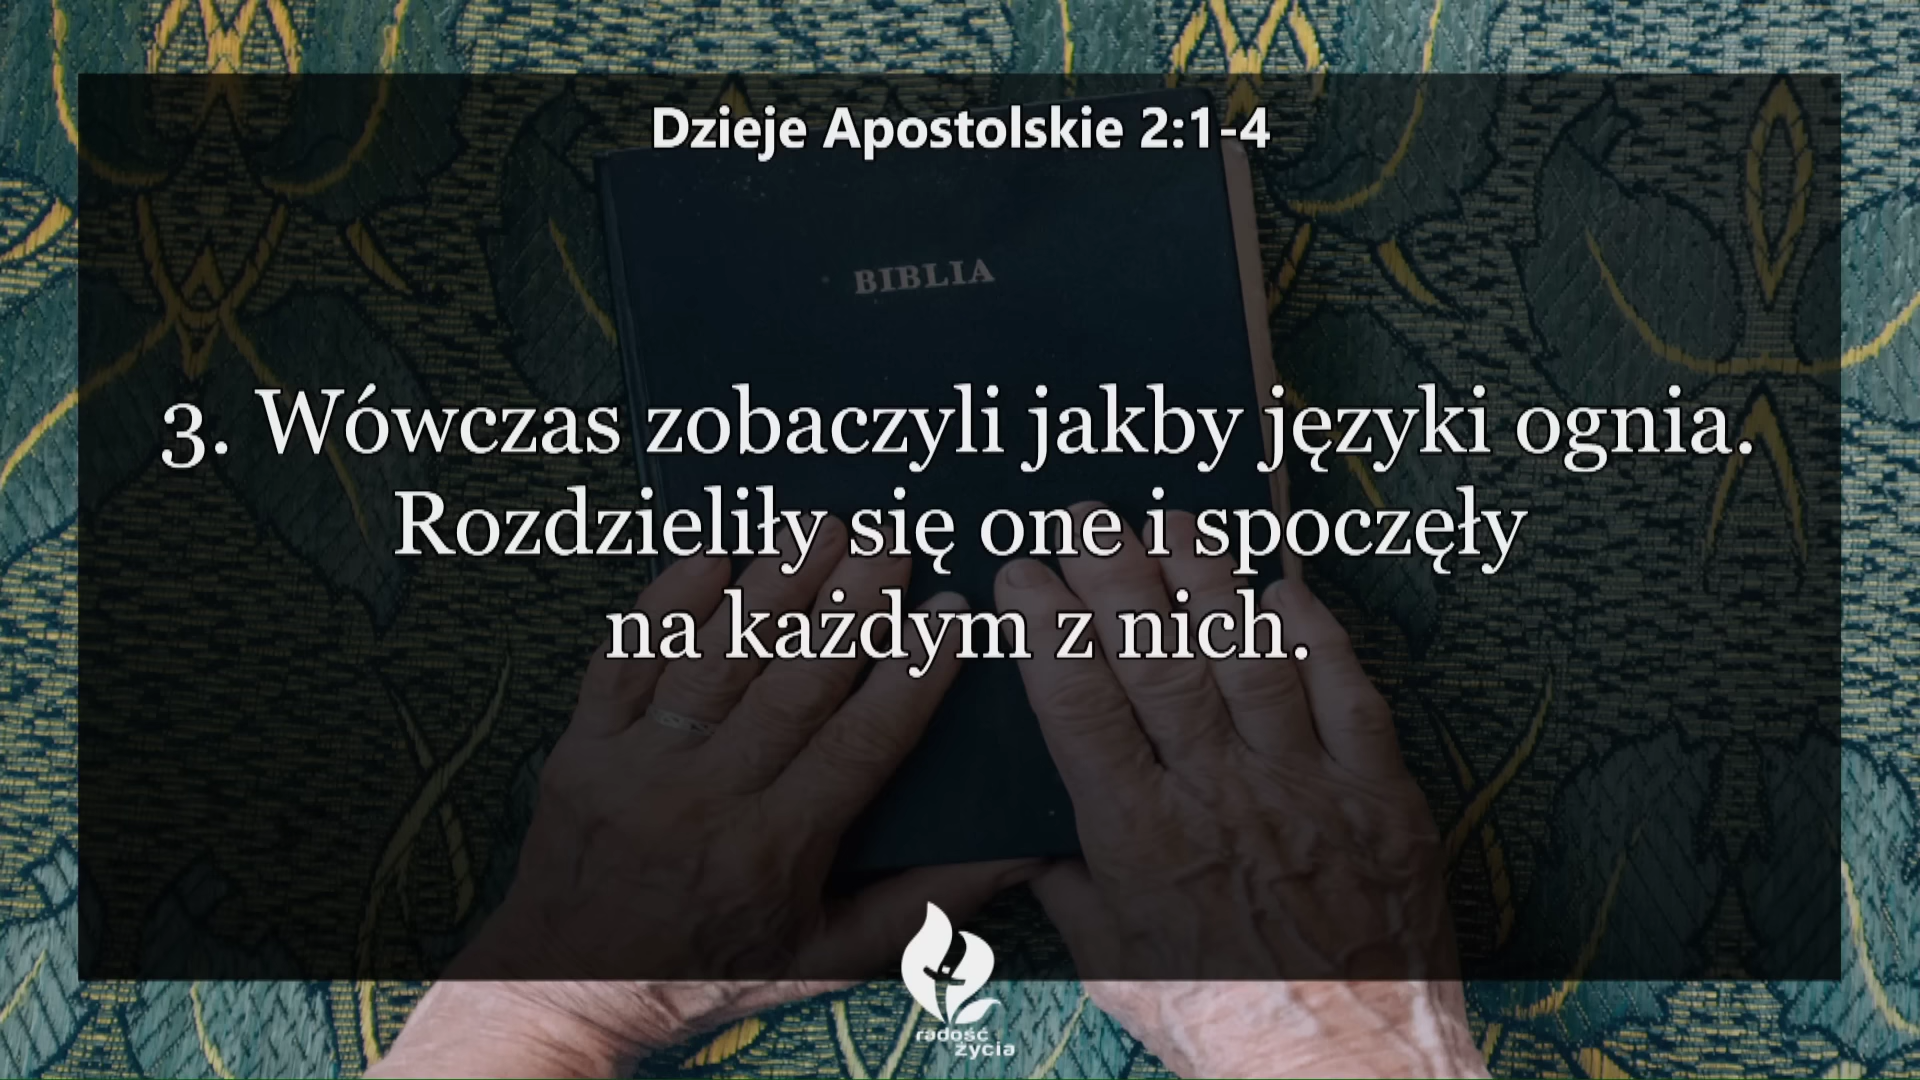 Dzieje Apostolskie 2:1-4
BIBLIA
3. Wówczas zobaczyli jakby języki ognia.
Rozdzieliły się one i spoczęły
na każdym z nich.
radość
życia